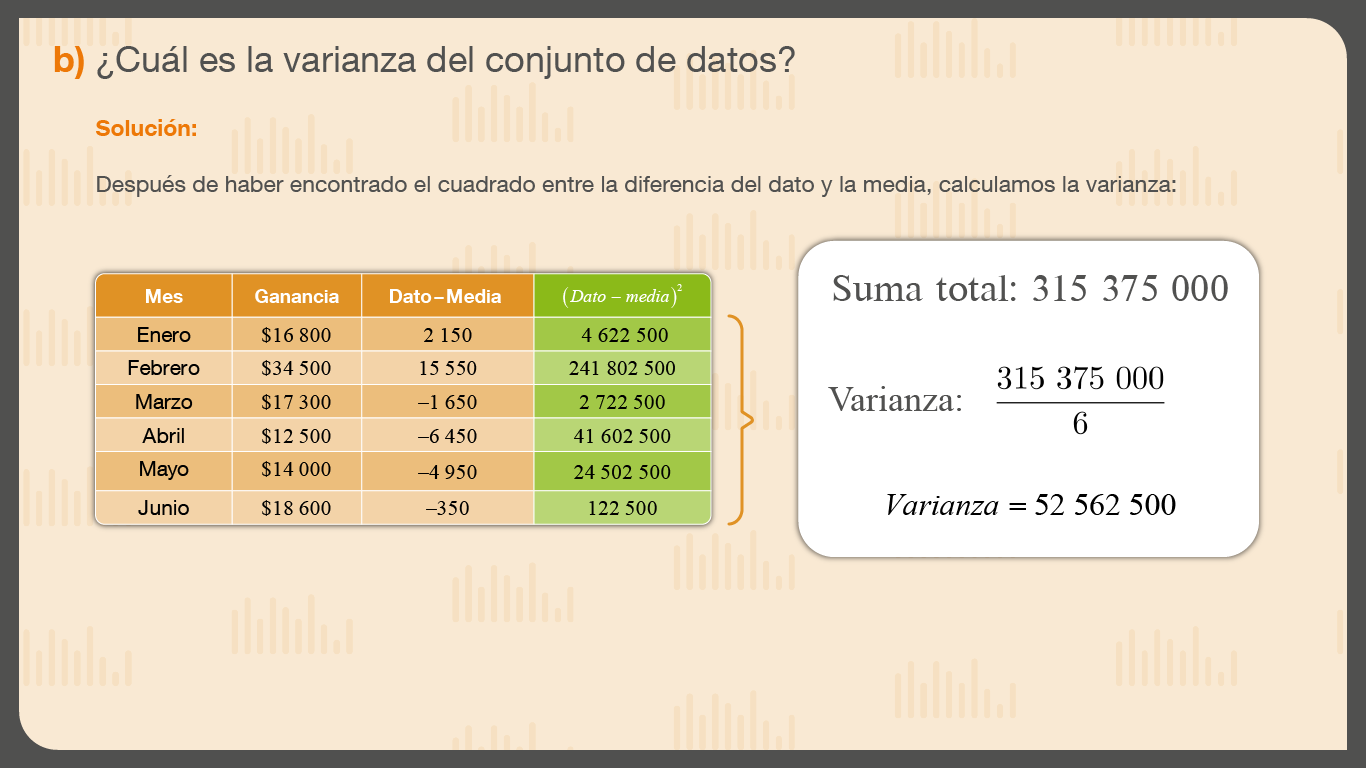 b) ¿Cuál es la varianza del conjunto de datos?
Solución:
Después de haber encontrado el cuadrado entre la diferencia del dato y la media, calculamos la varianza:
Mes Ganancia Dato–Media (Dato – media)²
Enero $16 800 2 150 4 622 500
Febrero $34 500 15 550 241 802 500
Marzo $17 300 –1 650 2 722 500
Abril $12 500 –6 450 41 602 500
Mayo $14 000 –4 950 24 502 500
Junio $18 600 –350 122 500
Suma total: 315 375 000
Varianza: 315 375 000
6
Varianza = 52 562 500